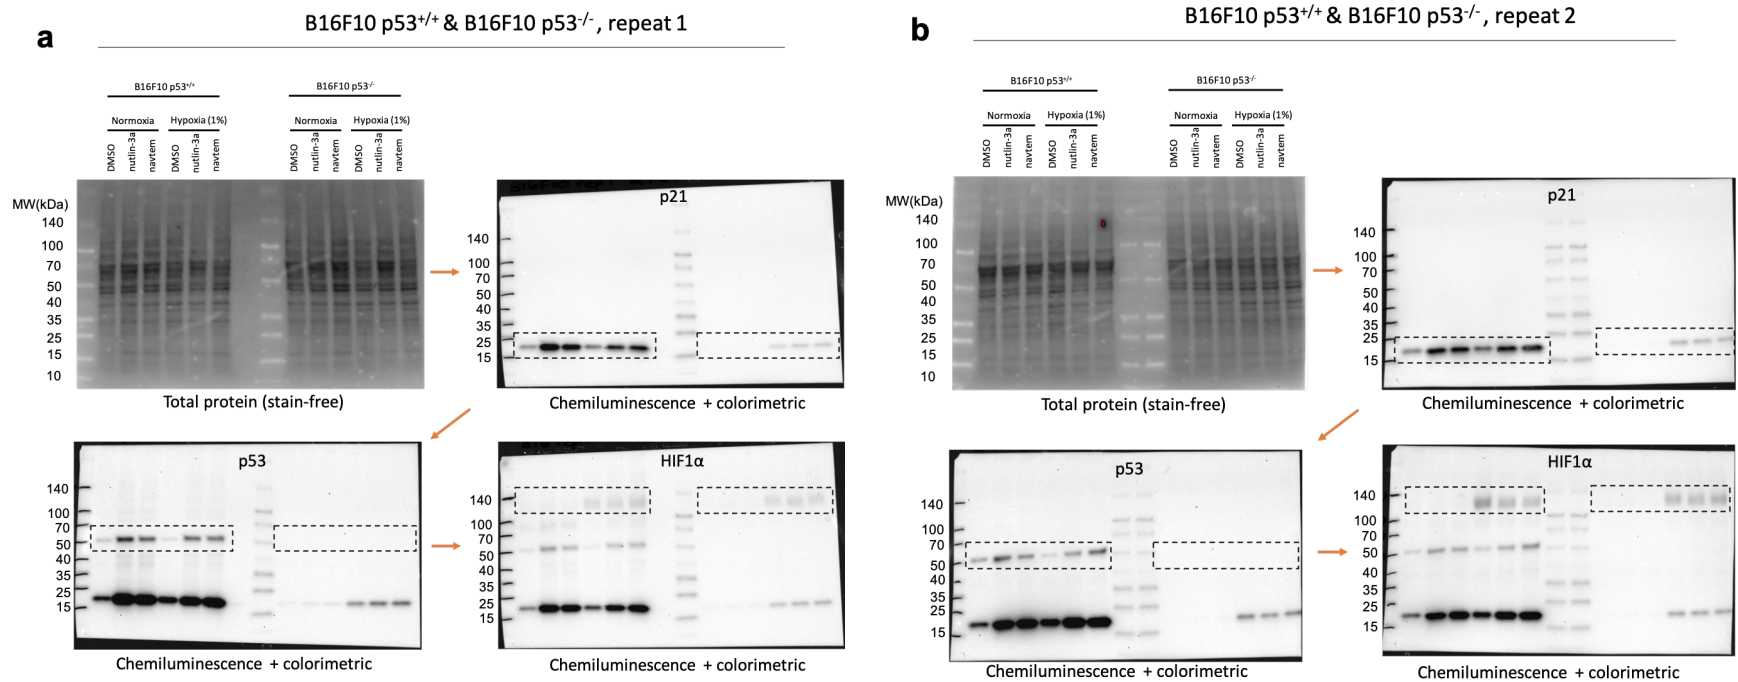 a
B16F10 p53+/+ & B16F10 p53-/-, repeat 1
B16F10 p53+/+
B16F10 p53-/-
Normoxia
Hypoxia (1%)
Normoxia
Hypoxia (1%)
DMSO
nutlin-3a
navtem
DMSO
nutlin-3a
navtem
DMSO
nutlin-3a
navtem
DMSO
nutlin-3a
navtem
MW(kDa)
140
100
70
50
40
35
25
15
10
Total protein (stain-free)
p21
140
100
70
50
40
35
25
15
Chemiluminescence + colorimetric
p53
140
100
70
50
40
35
25
15
Chemiluminescence + colorimetric
HIF1α
140
100
70
50
40
35
25
15
Chemiluminescence + colorimetric
b
B16F10 p53+/+ & B16F10 p53-/-, repeat 2
B16F10 p53+/+
B16F10 p53-/-
Normoxia
Hypoxia (1%)
Normoxia
Hypoxia (1%)
DMSO
nutlin-3a
navtem
DMSO
nutlin-3a
navtem
DMSO
nutlin-3a
navtem
DMSO
nutlin-3a
navtem
MW(kDa)
140
100
70
50
40
35
25
15
10
Total protein (stain-free)
p21
140
100
70
50
40
35
25
15
Chemiluminescence + colorimetric
p53
140
100
70
50
40
35
25
15
Chemiluminescence + colorimetric
HIF1α
140
100
70
50
40
35
25
15
Chemiluminescence + colorimetric